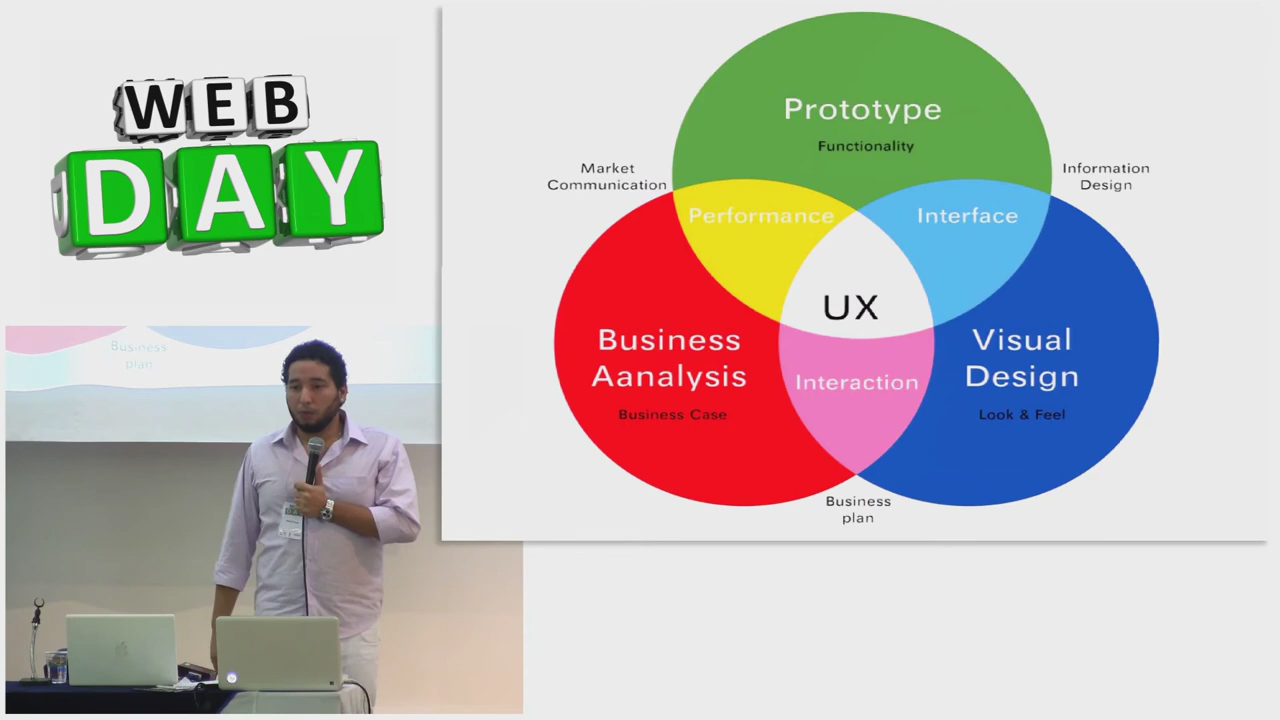 WEB
DAY
Prototype
Functionality
Market
Communication
Information
Design
Performance
Interface
UX
Business
Aanalysis
Business Case
Visual
Design
Look & Feel
Interaction
Business
plan
Business
plan